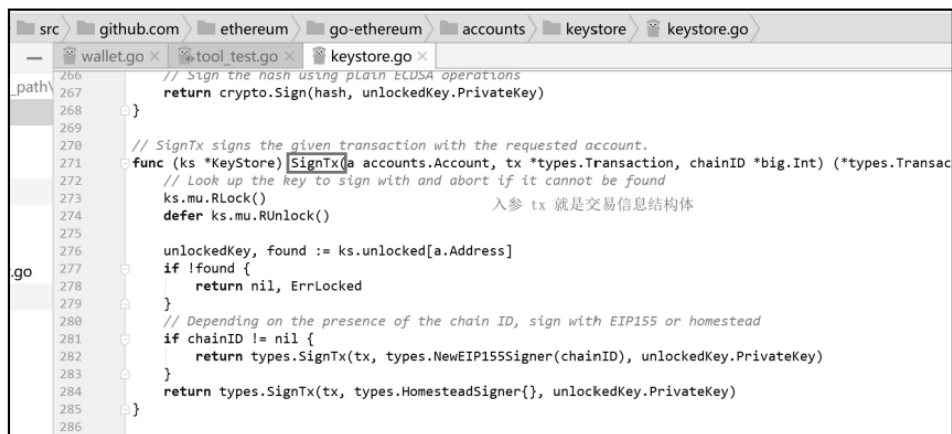 src github.com ethereum go-ethereum accounts keystore keystore.go
wallet.go × tool_test.go × keystore.go ×
_path\
.go
266 // Sign the hash using plain ECDSA operations
267 return crypto.Sign(hash, unlockedKey.PrivateKey)
268 }
269
270 // SignTx signs the given transaction with the requested account.
271 func (ks *KeyStore) SignTx(a accounts.Account, tx *types.Transaction, chainID *big.Int) (*types.Transac
272 // Look up the key to sign with and abort if it cannot be found
273 ks.mu.RLock() 入参 tx 就是交易信息结构体
274 defer ks.mu.RUnlock()
275
276 unlockedKey, found := ks.unlocked[a.Address]
277 if !found {
278 return nil, ErrLocked
279 }
280 // Depending on the presence of the chain ID, sign with EIP155 or homestead
281 if chainID != nil {
282 return types.SignTx(tx, types.NewEIP155Signer(chainID), unlockedKey.PrivateKey)
283 }
284 return types.SignTx(tx, types.HomesteadSigner{}, unlockedKey.PrivateKey)
285 }
286